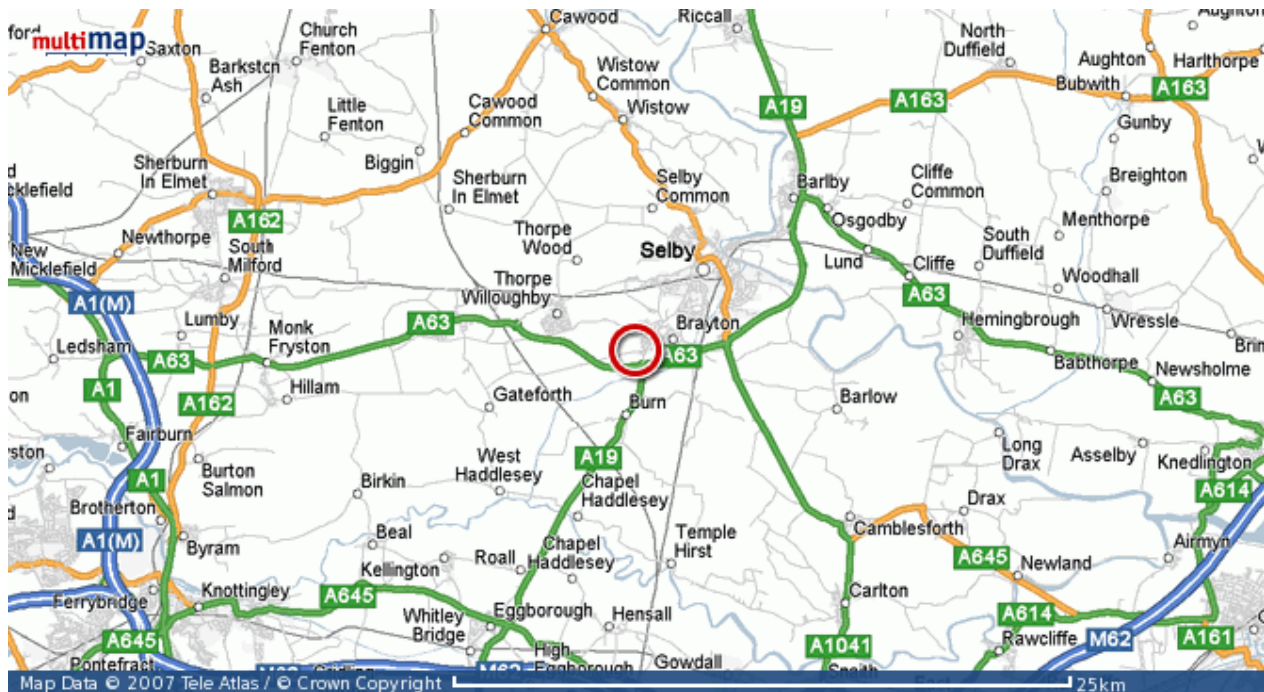 Cawood
Riccall
Aughton
Church
Fenton
North
Duffield
multimap
Saxton
Barkston
Ash
Wistow
Common
Aughton
Harlthorpe
Bubwith
A163
A19
A163
Little
Fenton
Cawood
Common
Wistow
Gunby
Biggin
Sherburn
In Elmet
Sherburn
In Elmet
Selby
Common
Barlby
Cliffe
Common
Breighton
A162
Osgodby
Menthorpe
Newthorpe
South
Milford
Thorpe
Wood
Selby
Lund
Cliffe
South
Duffield
New
Micklefield
Thorpe
Willoughby
Woodhall
A1(M)
A63
Lumby
Monk
Fryston
A63
Brayton
Hemingbrough
Wressle
Ledsham
A63
A63
Babthorpe
Newsholme
A1
A162
Hillam
Gateforth
Burn
Barlow
A63
Fairburn
Long
Drax
Asselby
Knedlington
A1
Burton
Salmon
West
Haddlesey
A19
Birkin
Chapel
Haddlesey
A614
Brotherton
Drax
A1(M)
Byram
Beal
Roall
Chapel
Haddlesey
Temple
Hirst
Camblesforth
Airmyn
Kellington
A645
Newland
Ferrybridge
Knottingley
A645
Whitley
Bridge
Eggborough
Hensall
Carlton
A614
A645
High
Eggborough
A1041
Rawcliffe
M62
A161
Pontefract
M62
M62
Gowdall
Snaith
Map Data © 2007 Tele Atlas / © Crown Copyright
25km